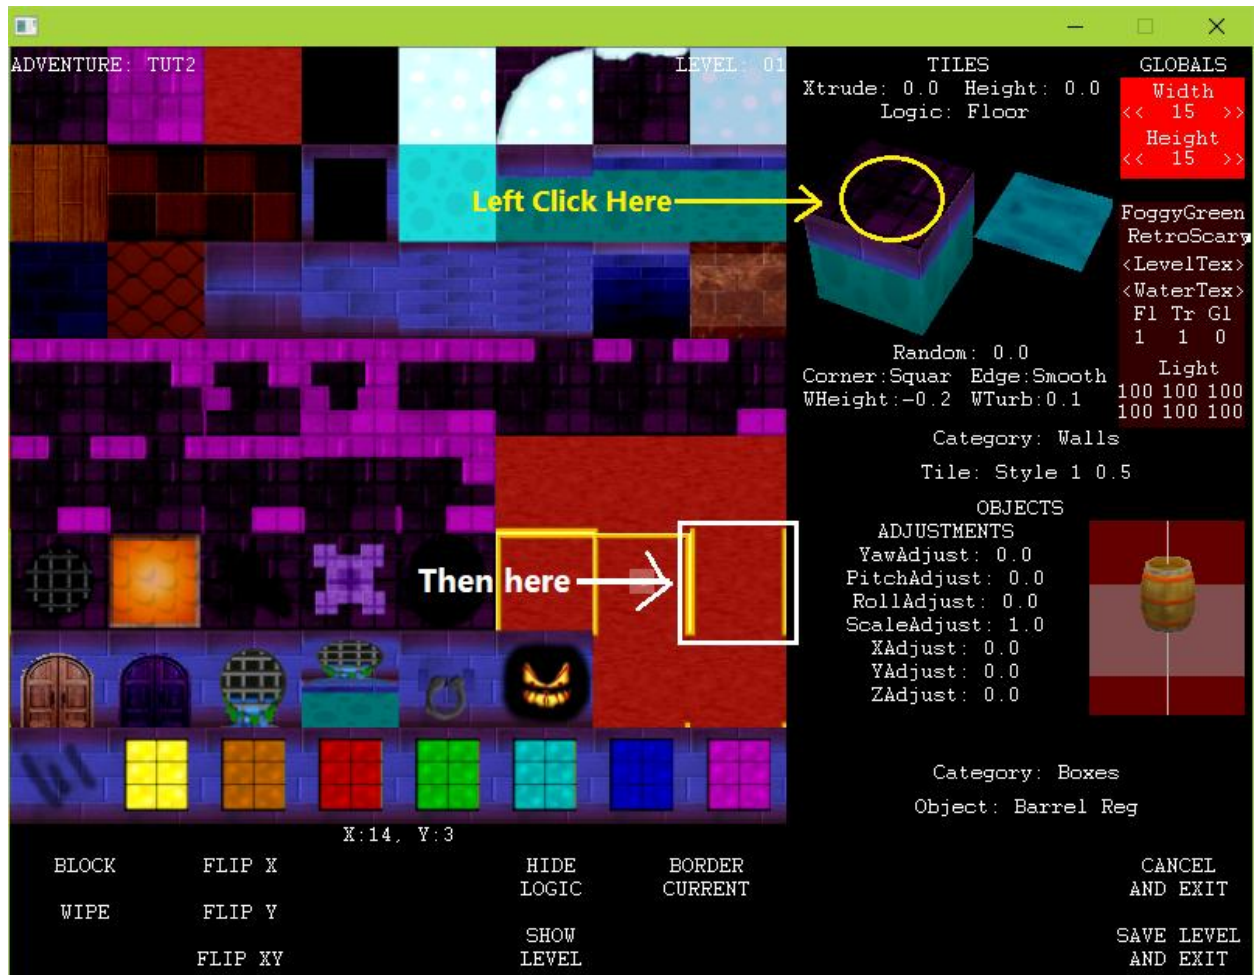 ADVENTURE: TUT2
LEVEL: 01
TILES
Xtrude: 0.0 Height: 0.0
Logic: Floor
GLOBALS
Width
<< 15 >>
Height
<< 15 >>
Left Click Here
FoggyGreen
RetroScary
<LevelTex>
<WaterTex>
Fl Tr Gl
1 1 0
Light
100 100 100
100 100 100
Random: 0.0
Corner:Squar Edge:Smooth
WHeight:-0.2 WTurb:0.1
Category: Walls
Tile: Style 1 0.5
OBJECTS
ADJUSTMENTS
YawAdjust: 0.0
PitchAdjust: 0.0
RollAdjust: 0.0
ScaleAdjust: 1.0
XAdjust: 0.0
YAdjust: 0.0
ZAdjust: 0.0
Then here
Category: Boxes
Object: Barrel Reg
X:14, Y:3
BLOCK
WIPE
FLIP X
FLIP Y
FLIP XY
HIDE
LOGIC
SHOW
LEVEL
BORDER
CURRENT
CANCEL
AND EXIT
SAVE LEVEL
AND EXIT